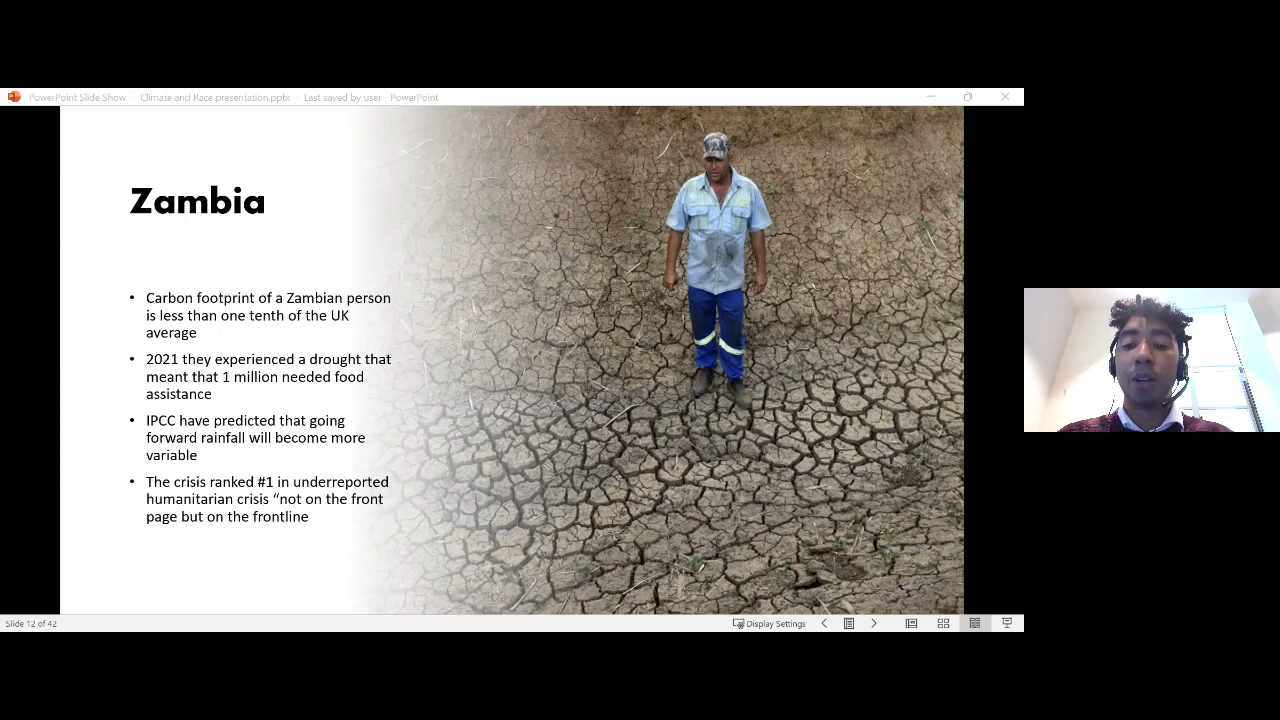 PowerPoint Slide Show - Climate and Race presentation.pptx - Last saved by user - PowerPoint
Zambia
• Carbon footprint of a Zambian person
is less than one tenth of the UK
average
• 2021 they experienced a drought that
meant that 1 million needed food
assistance
• IPCC have predicted that going
forward rainfall will become more
variable
• The crisis ranked #1 in underreported
humanitarian crisis “not on the front
page but on the frontline
Slide 12 of 42
Display Settings